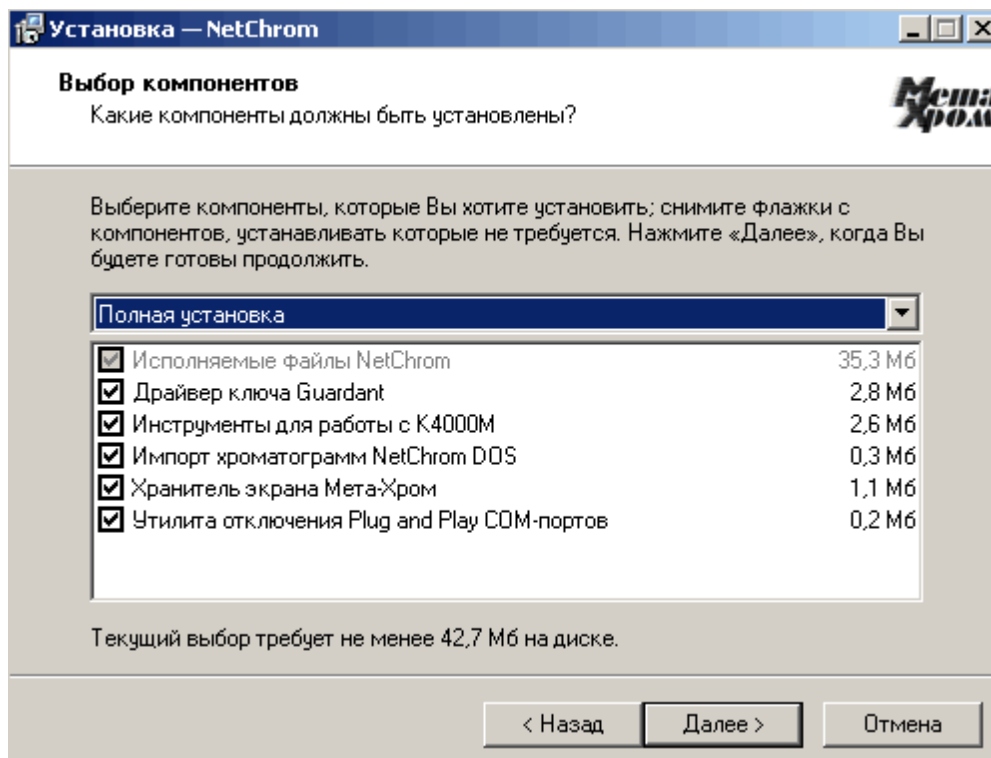 Установка — NetChrom
Выбор компонентов
Какие компоненты должны быть установлены?
Мета
Хром
Выберите компоненты, которые Вы хотите установить; снимите флажки с
компонентов, устанавливать которые не требуется. Нажмите «Далее», когда Вы
будете готовы продолжить.
Полная установка
Исполняемые файлы NetChrom 35,3 Мб
Драйвер ключа Guardant 2,8 Мб
Инструменты для работы с К4000М 2,6 Мб
Импорт хроматограмм NetChrom DOS 0,3 Мб
Хранитель экрана Мета-Хром 1,1 Мб
Утилита отключения Plug and Play COM-портов 0,2 Мб
Текущий выбор требует не менее 42,7 Мб на диске.
< Назад Далее > Отмена